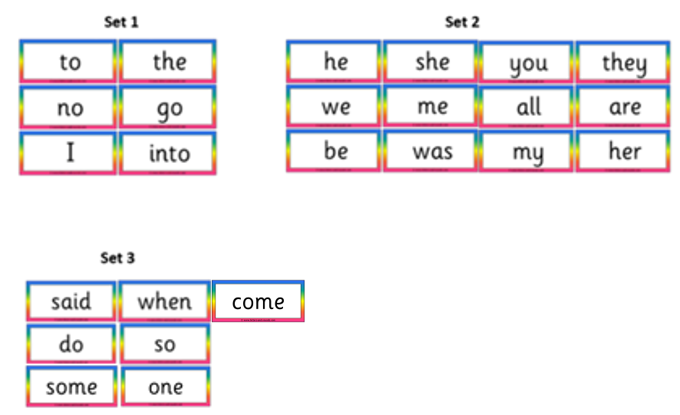 Set 1
to the
no go
I into
Set 2
he she you they
we me all are
be was my her
Set 3
said when come
do so
some one